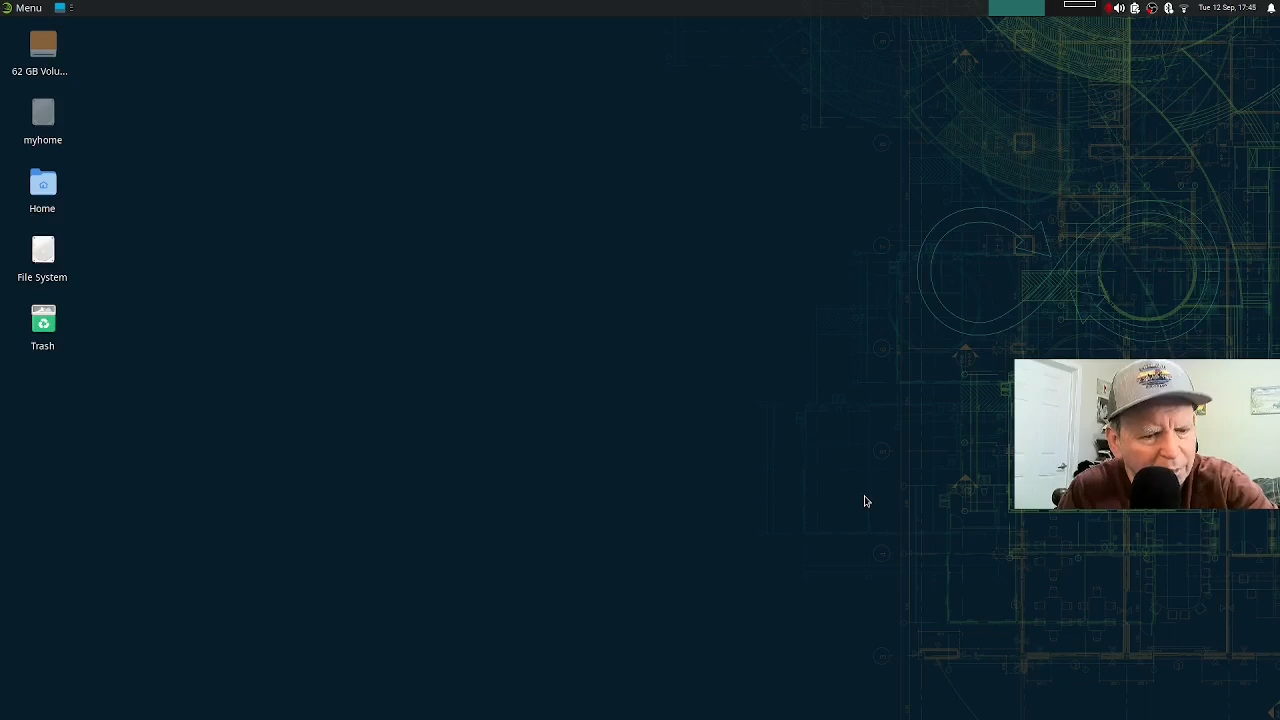 Menu
Tue 12 Sep, 17:45
62 GB Volu...
myhome
Home
File System
Trash